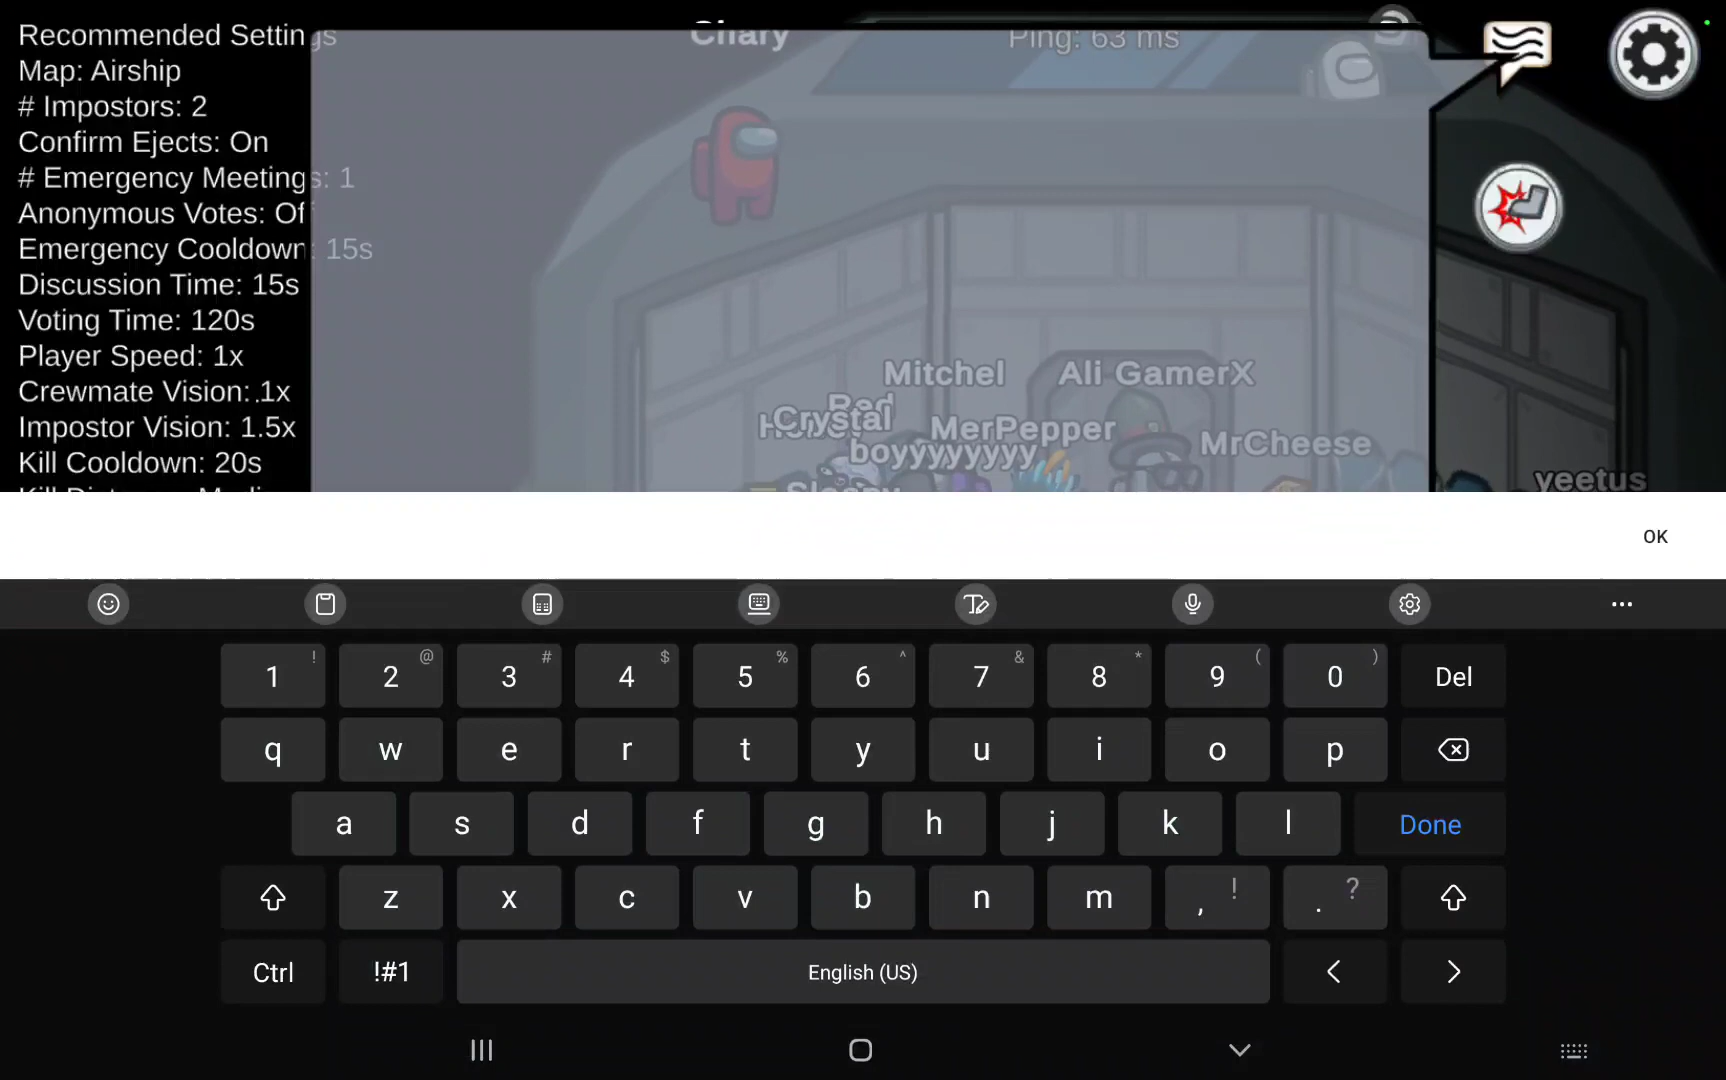 Recommended Settings
Map: Airship
# Impostors: 2
Confirm Ejects: On
# Emergency Meetings: 1
Anonymous Votes: Off
Emergency Cooldown: 15s
Discussion Time: 15s
Voting Time: 120s
Player Speed: 1x
Crewmate Vision: 1x
Impostor Vision: 1.5x
Kill Cooldown: 20s
Ping: 63 ms
Mitchel
Ali GamerX
Red
Crystal
MerPepper
MrCheese
boyyyyyyyy
yeetus
OK
! @ # $ % ^ & * ( )
1 2 3 4 5 6 7 8 9 0 Del
q w e r t y u i o p
a s d f g h j k l Done
z x c v b n m , ! . ?
Ctrl !#1 English (US) < >